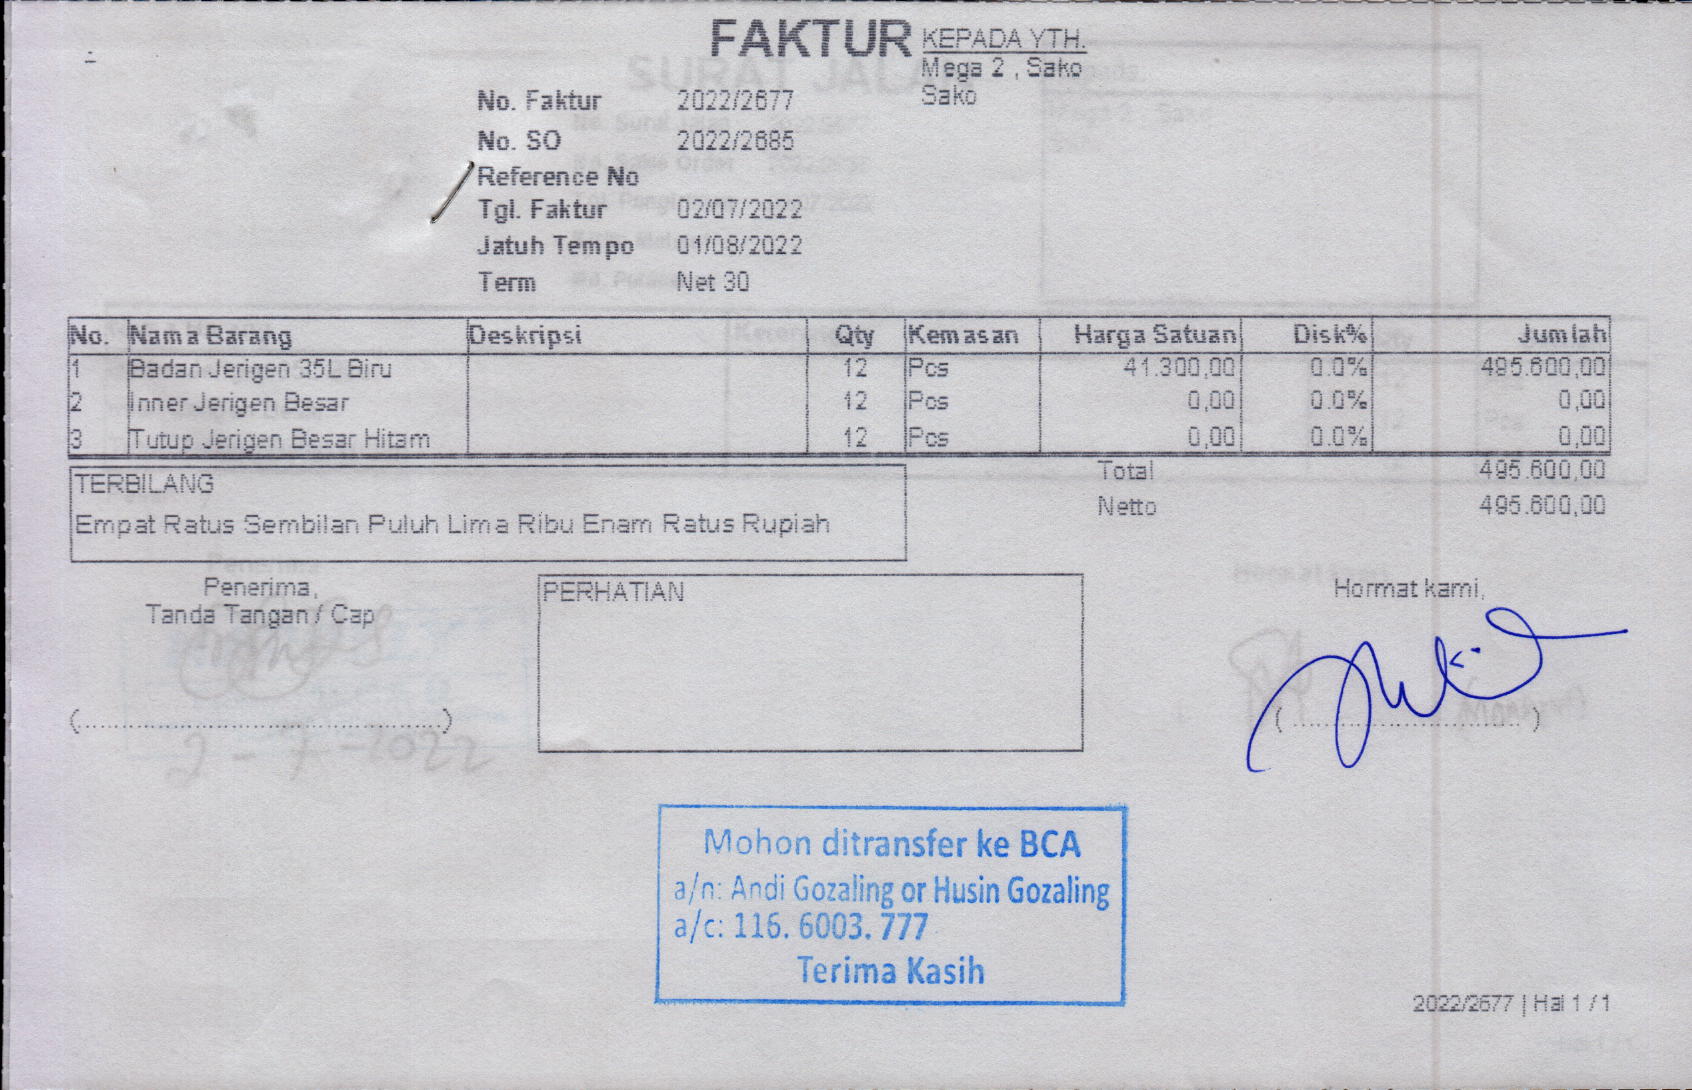 FAKTUR
KEPADA YTH.
Mega 2 , Sako
Sako
No. Faktur 2022/2677
No. SO 2022/2685
Reference No
Tgl. Faktur 02/07/2022
Jatuh Tempo 01/08/2022
Term Net 30
No. Nama Barang Deskripsi Qty Kemasan Harga Satuan Disk% Jumlah
1 Badan Jerigen 35L Biru 12 Pcs 41.300,00 0.0% 495.600,00
2 Inner Jerigen Besar 12 Pcs 0,00 0.0% 0,00
3 Tutup Jerigen Besar Hitam 12 Pcs 0,00 0.0% 0,00
Total 495.600,00
Netto 495.600,00
TERBILANG
Empat Ratus Sembilan Puluh Lima Ribu Enam Ratus Rupiah
Penerima,
Tanda Tangan / Cap
(..................................................)
PERHATIAN
Hormat kami,
(..................................)
SURAT JALAN
2-7-2022
Mohon ditransfer ke BCA
a/n: Andi Gozaling or Husin Gozaling
a/c: 116. 6003. 777
Terima Kasih
2022/2677 | Hal 1 / 1